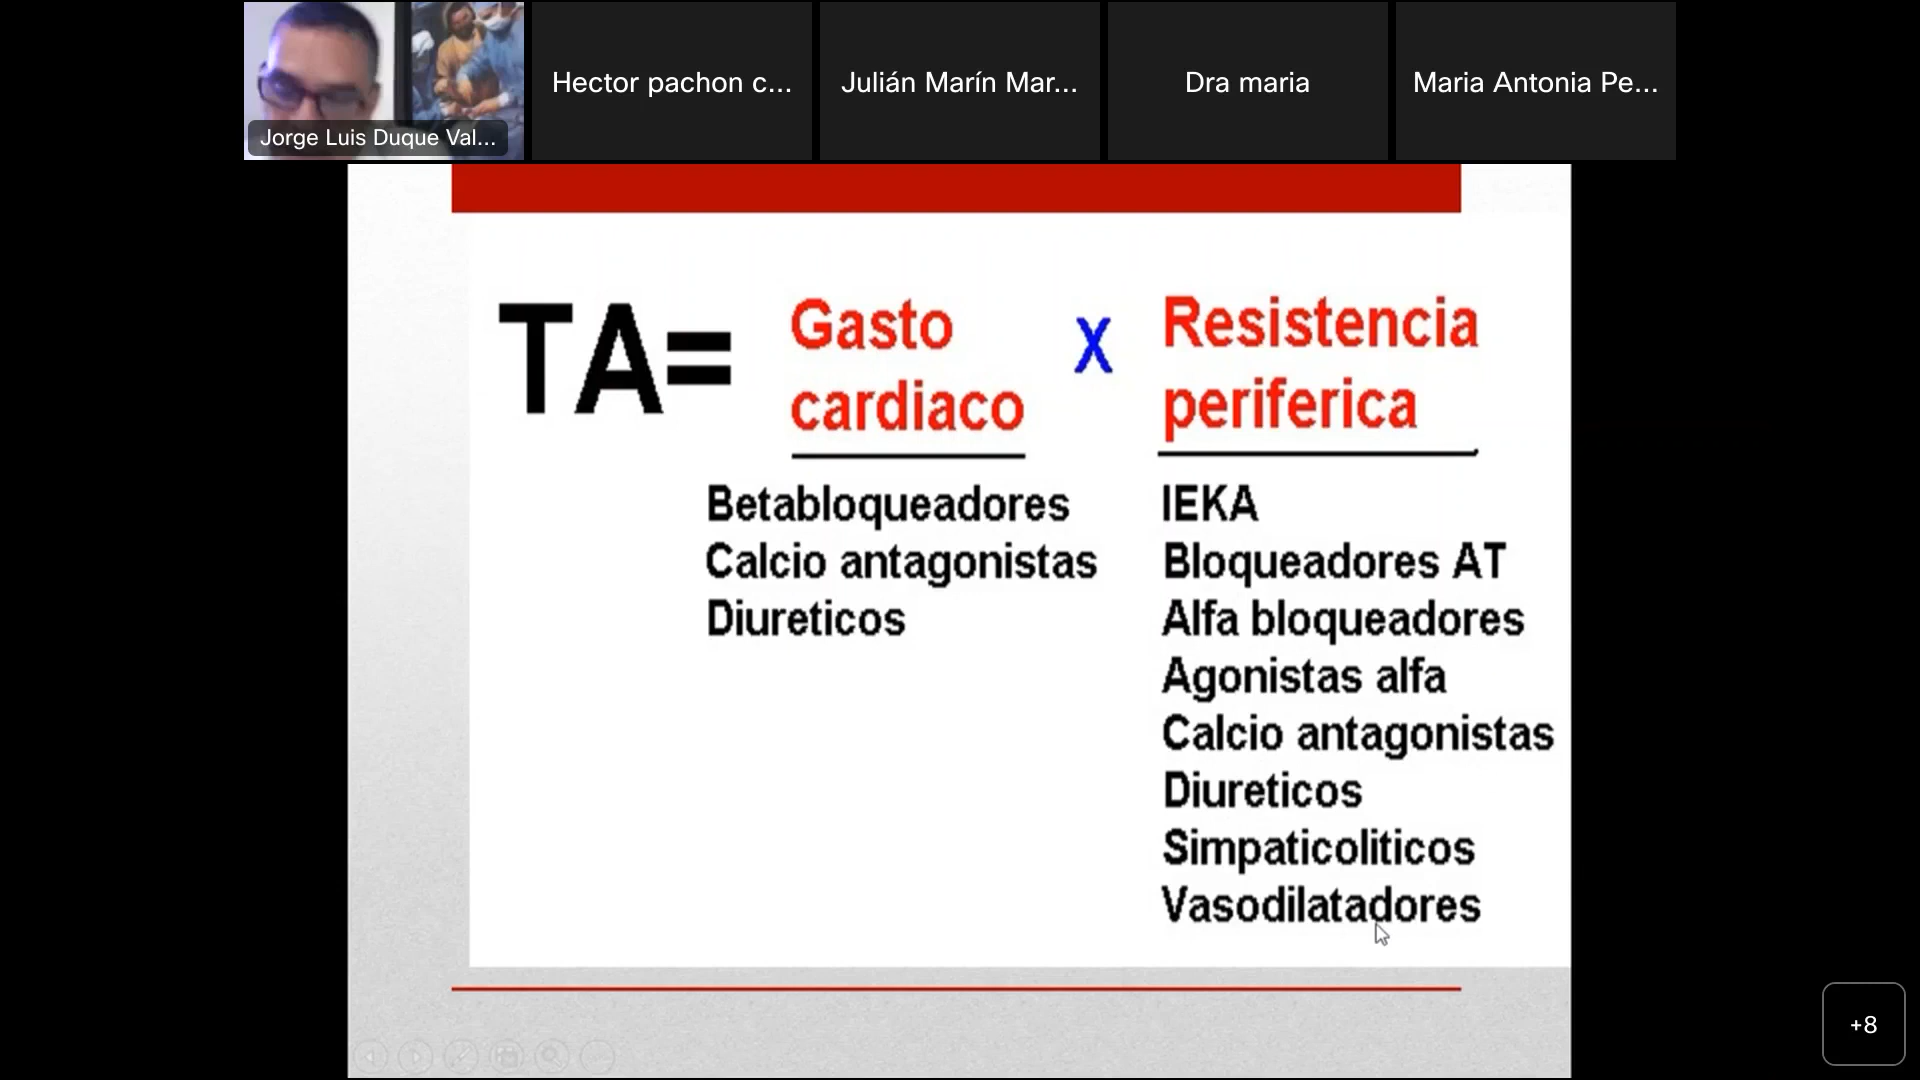 Jorge Luis Duque Val...
Hector pachon c...
Julián Marín Mar...
Dra maria
Maria Antonia Pe...
TA=
Gasto
cardiaco
X
Resistencia
periferica
Betabloqueadores
Calcio antagonistas
Diureticos
IEKA
Bloqueadores AT
Alfa bloqueadores
Agonistas alfa
Calcio antagonistas
Diureticos
Simpaticoliticos
Vasodilatadores
+8